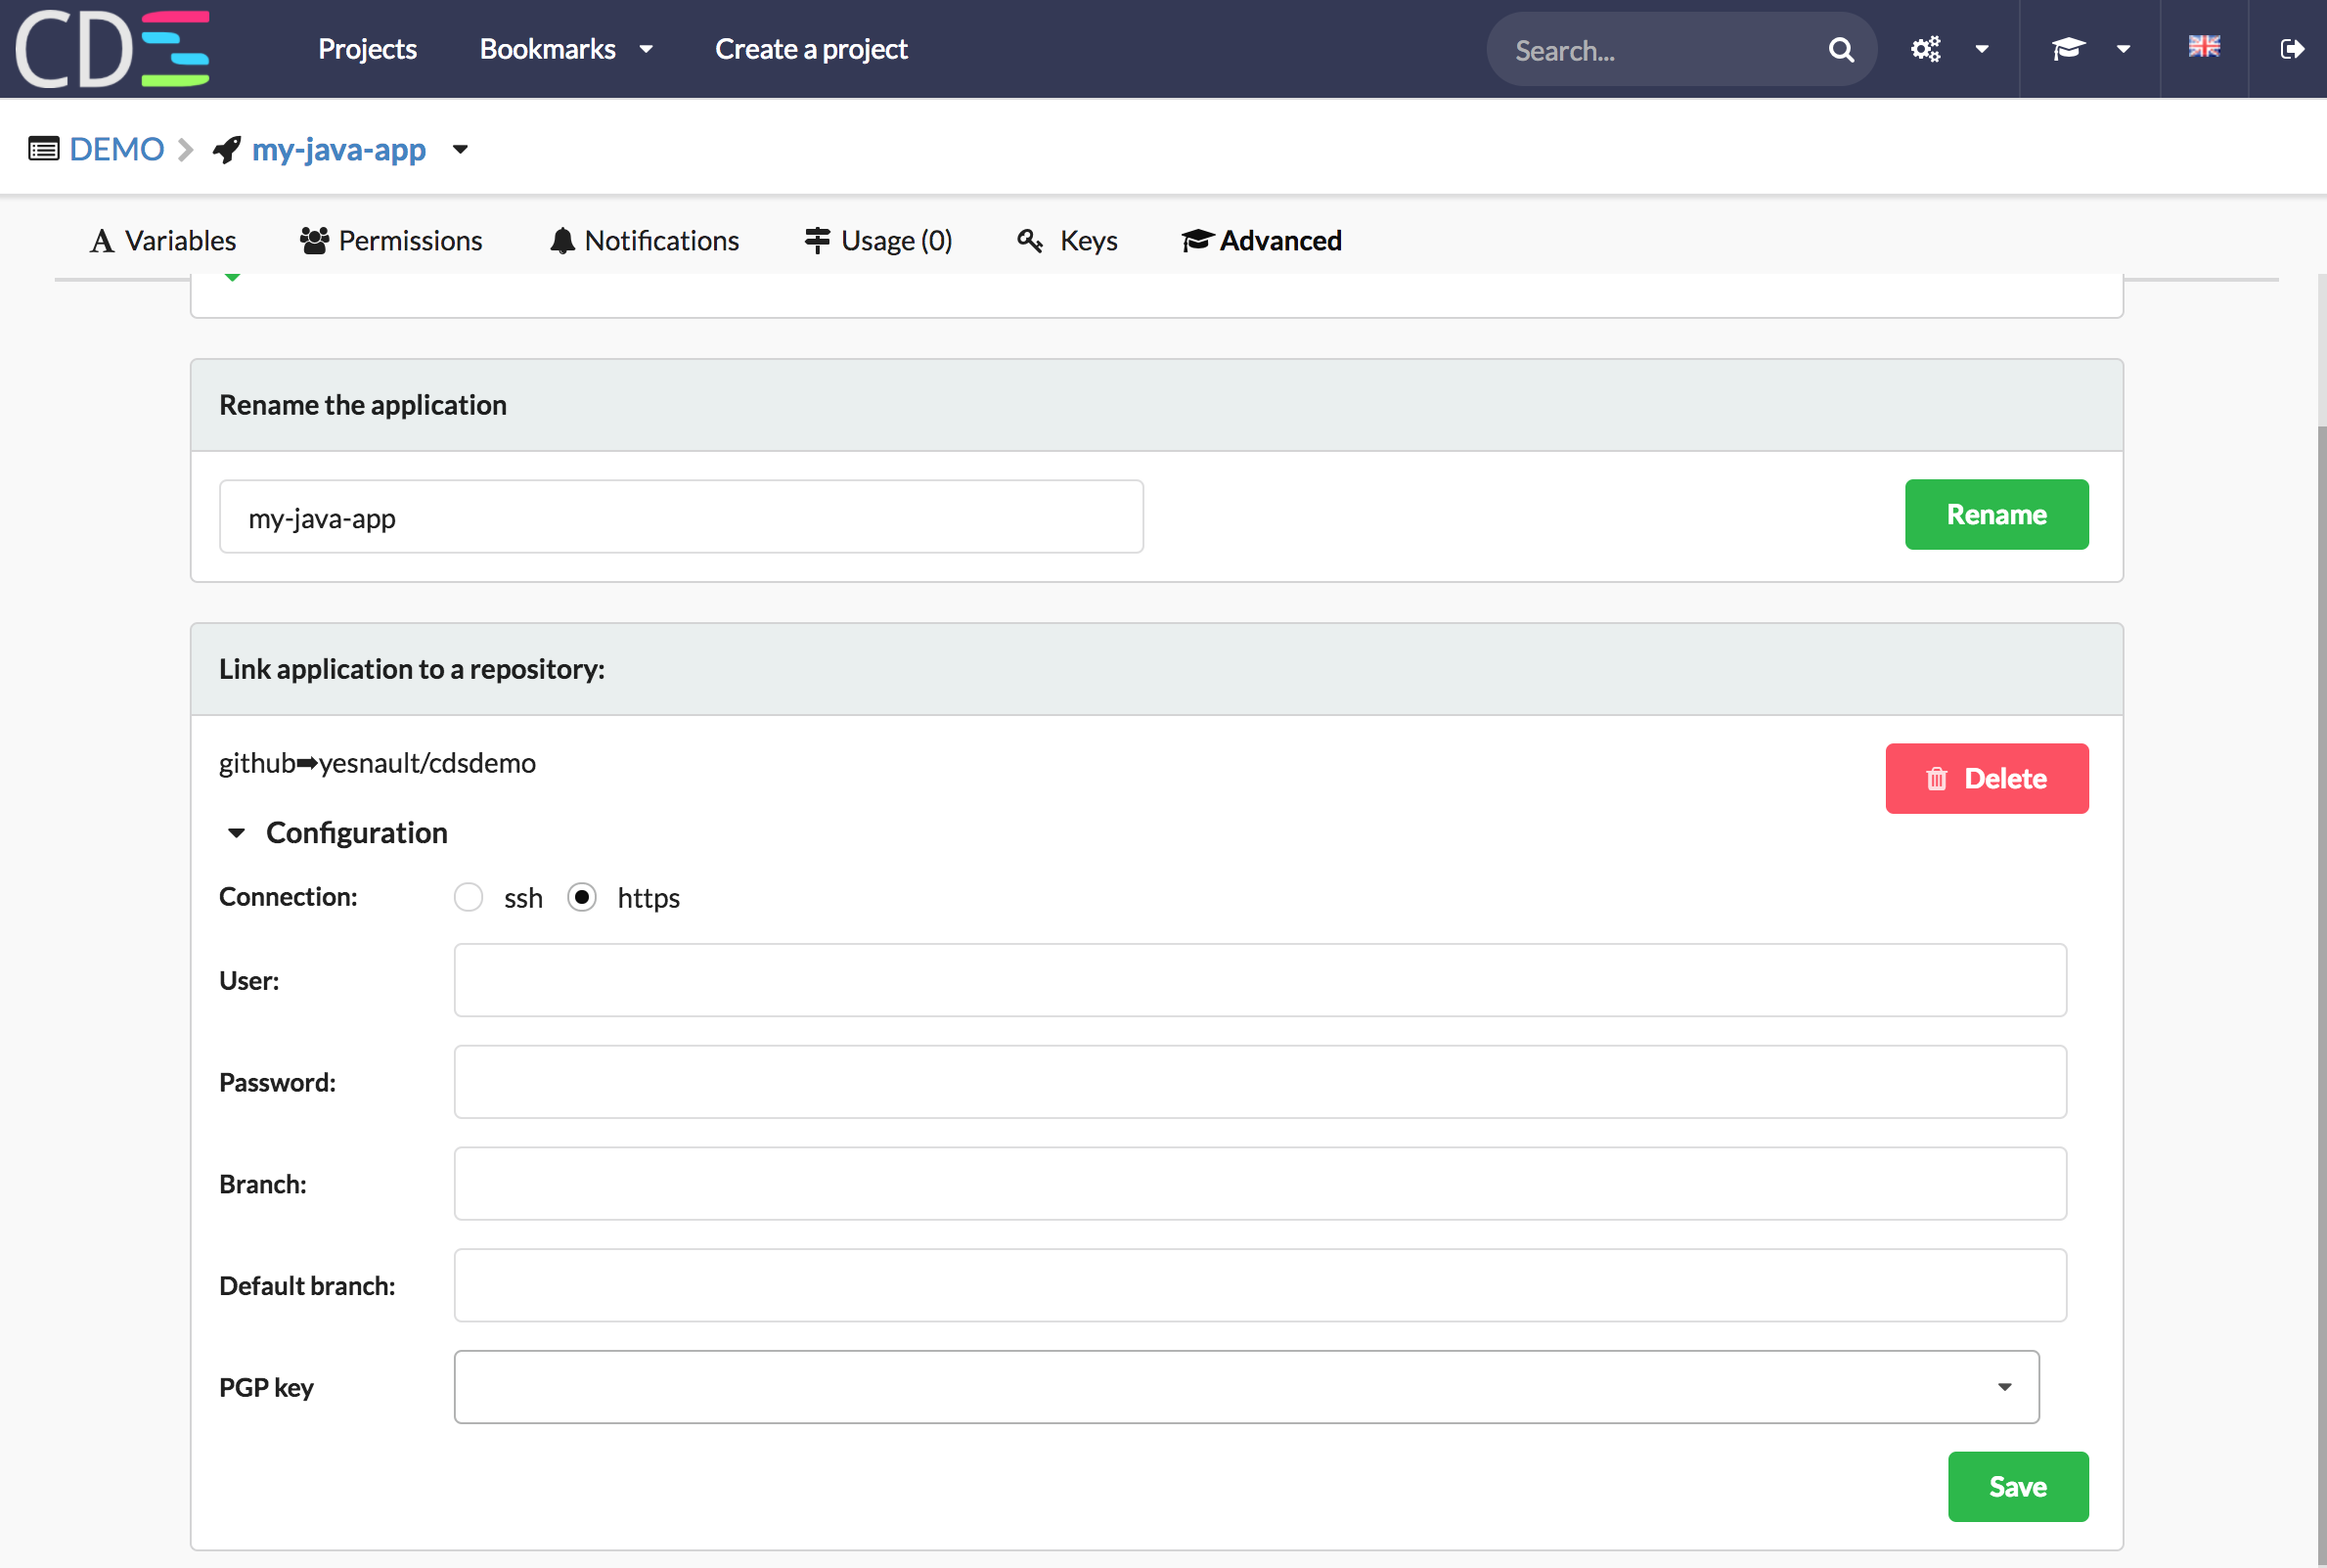 CDS
Projects Bookmarks Create a project Search...
DEMO my-java-app
Variables Permissions Notifications Usage (0) Keys Advanced
Rename the application
my-java-app Rename
Link application to a repository:
github➡yesnault/cdsdemo Delete
Configuration
Connection: ssh https
User:
Password:
Branch:
Default branch:
PGP key
Save